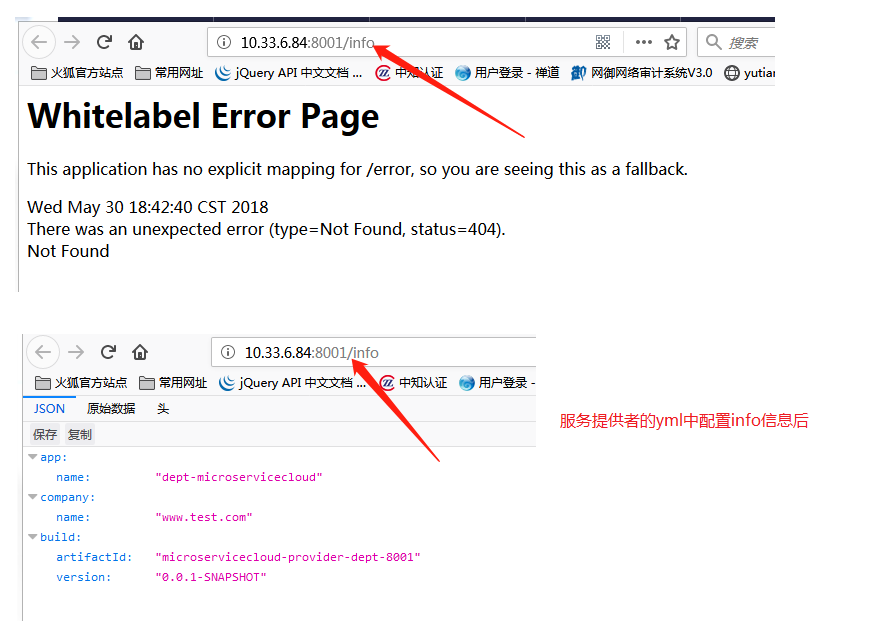 10.33.6.84:8001/info
搜索
火狐官方站点 常用网址 jQuery API 中文文档 ... 中知认证 用户登录 - 禅道 网御网络审计系统V3.0 yutian
Whitelabel Error Page
This application has no explicit mapping for /error, so you are seeing this as a fallback.
Wed May 30 18:42:40 CST 2018
There was an unexpected error (type=Not Found, status=404).
Not Found
10.33.6.84:8001/info
火狐官方站点 常用网址 jQuery API 中文文档 ... 中知认证 用户登录 -
JSON 原始数据 头
保存 复制
app:
name: "dept-microservicecloud"
company:
name: "www.test.com"
build:
artifactId: "microservicecloud-provider-dept-8001"
version: "0.0.1-SNAPSHOT"
服务提供者的yml中配置info信息后